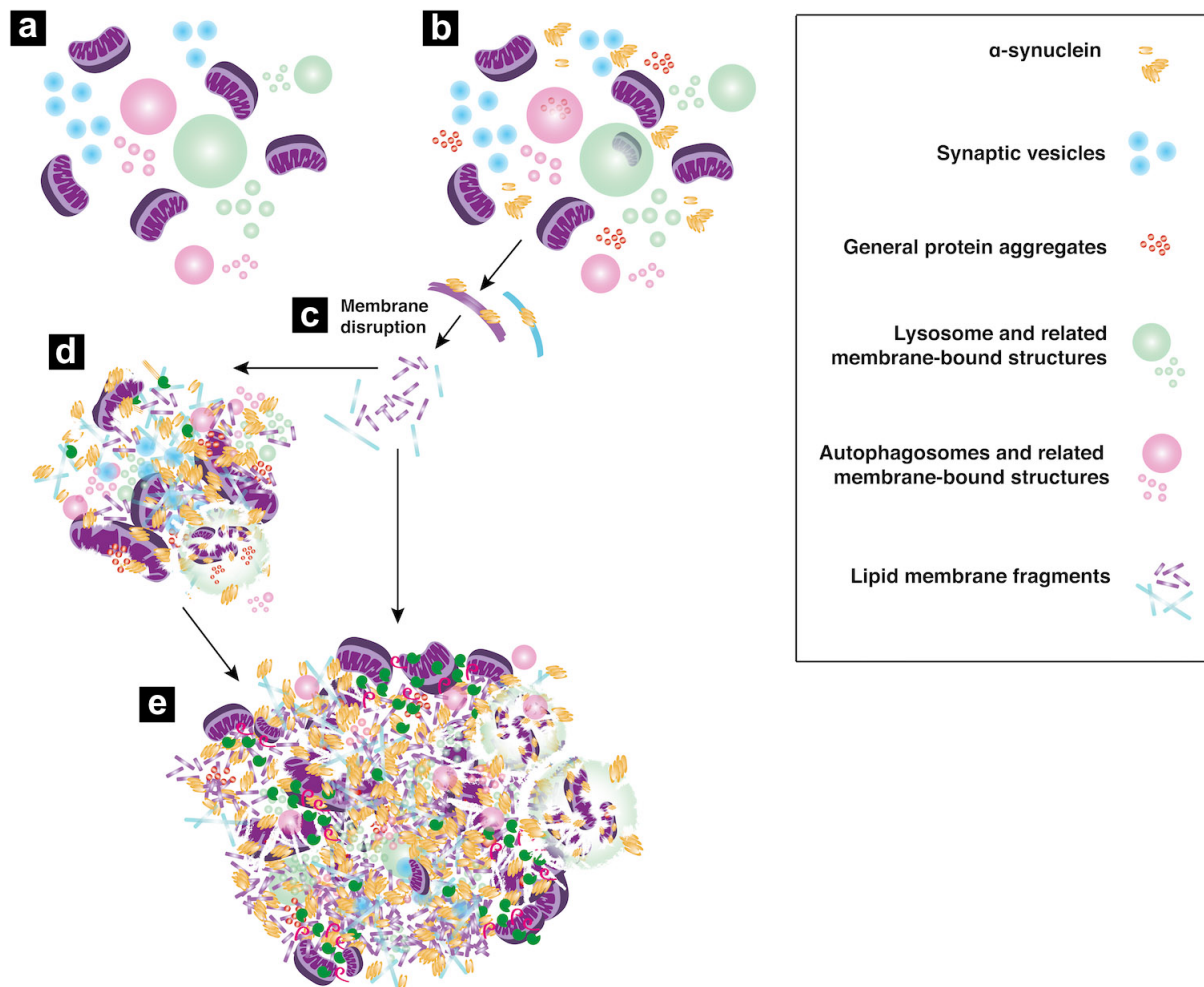 a
b
c
Membrane
disruption
d
e
α-synuclein
Synaptic vesicles
General protein aggregates
Lysosome and related
membrane-bound structures
Autophagosomes and related
membrane-bound structures
Lipid membrane fragments